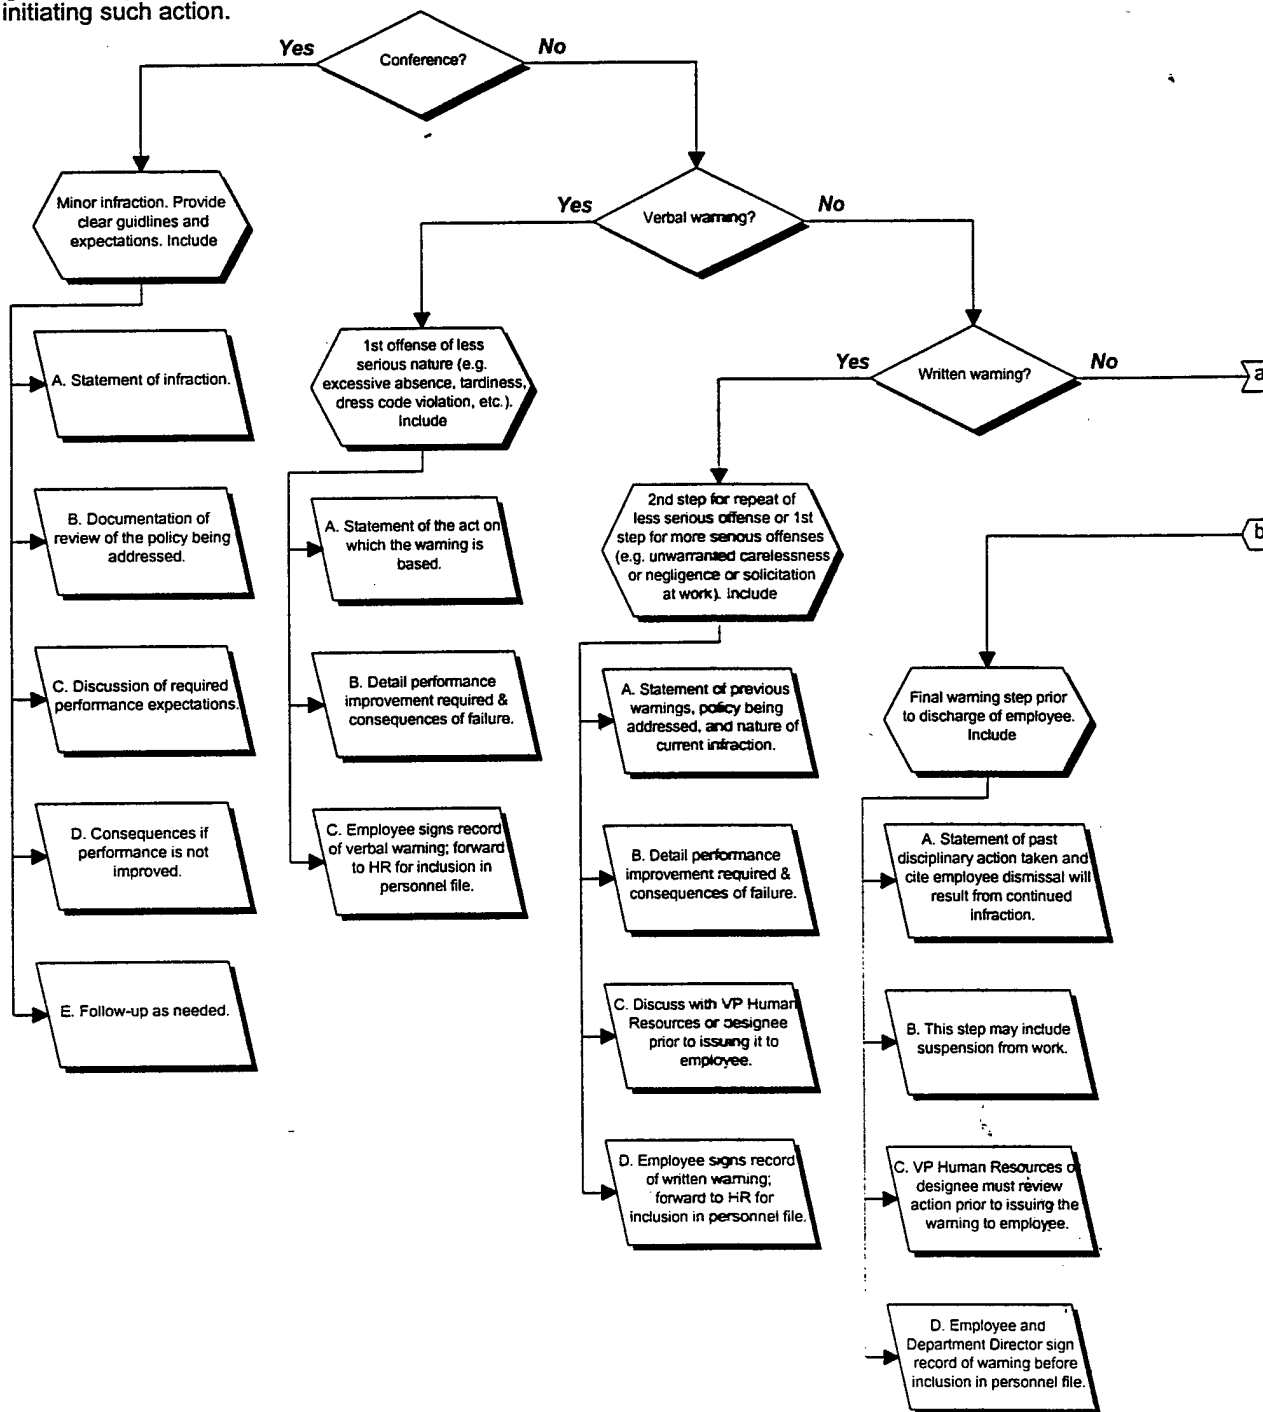 initiating such action.
Yes
Conference?
No
Minor infraction. Provide
clear guidlines and
expectations. Include
A. Statement of infraction.
B. Documentation of
review of the policy being
addressed.
C. Discussion of required
performance expectations.
D. Consequences if
performance is not
improved.
E. Follow-up as needed.
Yes
Verbal warning?
No
1st offense of less
serious nature (e.g.
excessive absence, tardiness,
dress code violation, etc.).
Include
A. Statement of the act on
which the warning is
based.
B. Detail performance
improvement required &
consequences of failure.
C. Employee signs record
of verbal warning; forward
to HR for inclusion in
personnel file.
Yes
Written warning?
No
a
2nd step for repeat of
less serious offense or 1st
step for more serious offenses
(e.g. unwarranted carelessness
or negligence or solicitation
at work). Include
A. Statement of previous
warnings, policy being
addressed, and nature of
current infraction.
B. Detail performance
improvement required &
consequences of failure.
C. Discuss with VP Human
Resources or designee
prior to issuing it to
employee.
D. Employee signs record
of written warning;
forward to HR for
inclusion in personnel file.
b
Final warning step prior
to discharge of employee.
Include
A. Statement of past
disciplinary action taken and
cite employee dismissal will
result from continued
infraction.
B. This step may include
suspension from work.
C. VP Human Resources or
designee must review
action prior to issuing the
warning to employee.
D. Employee and
Department Director sign
record of warning before
inclusion in personnel file.